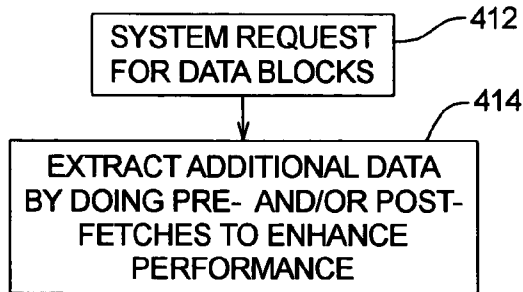 SYSTEM REQUEST
FOR DATA BLOCKS
412
414
EXTRACT ADDITIONAL DATA
BY DOING PRE- AND/OR POST-
FETCHES TO ENHANCE
PERFORMANCE